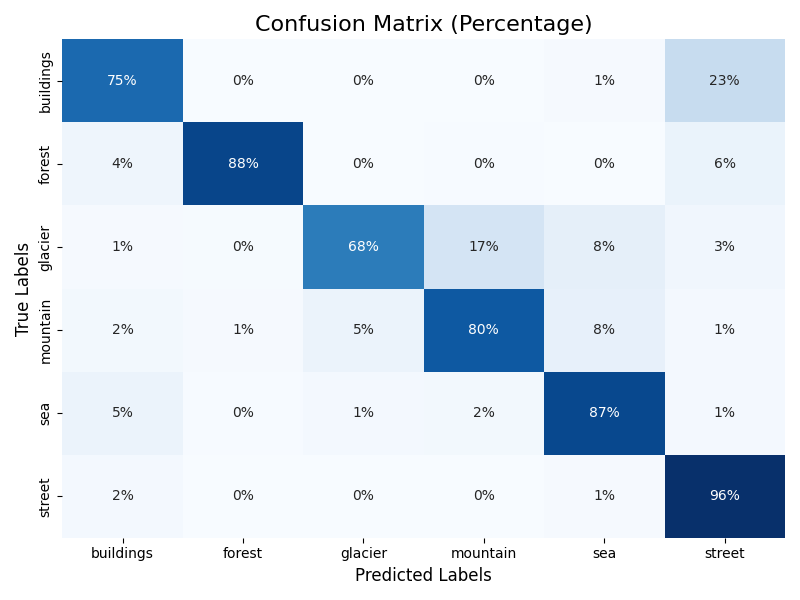 Confusion Matrix (Percentage)
True Labels
buildings 75% 0% 0% 0% 1% 23%
forest 4% 88% 0% 0% 0% 6%
glacier 1% 0% 68% 17% 8% 3%
mountain 2% 1% 5% 80% 8% 1%
sea 5% 0% 1% 2% 87% 1%
street 2% 0% 0% 0% 1% 96%
buildings forest glacier mountain sea street
Predicted Labels